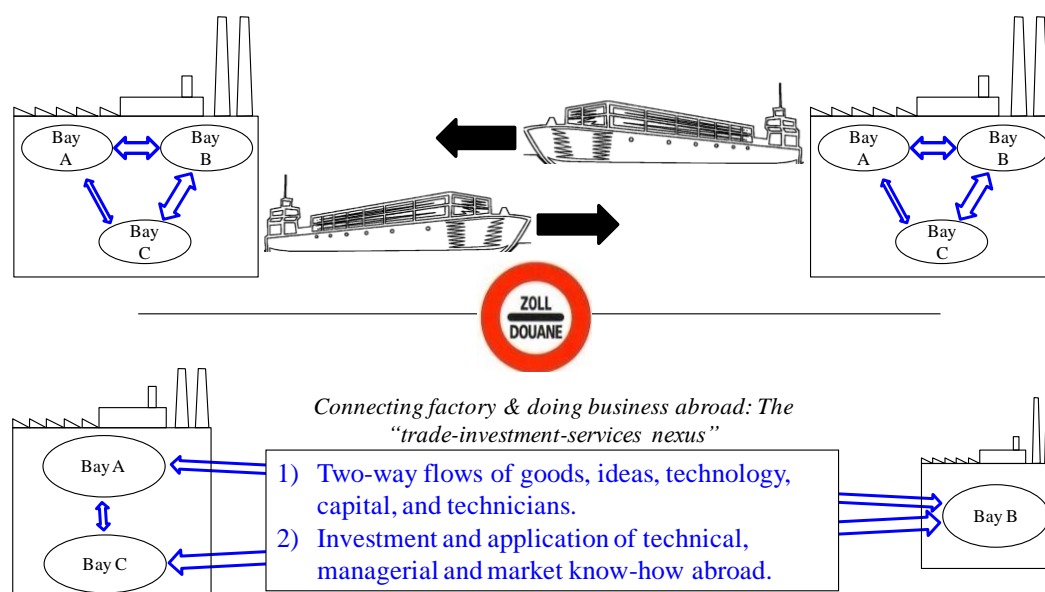 Bay
A
Bay
B
Bay
C
Bay
A
Bay
B
Bay
C
ZOLL
DOUANE
Connecting factory & doing business abroad: The
“trade-investment-services nexus”
Bay A
Bay C
1) Two-way flows of goods, ideas, technology,
capital, and technicians.
2) Investment and application of technical,
managerial and market know-how abroad.
Bay B